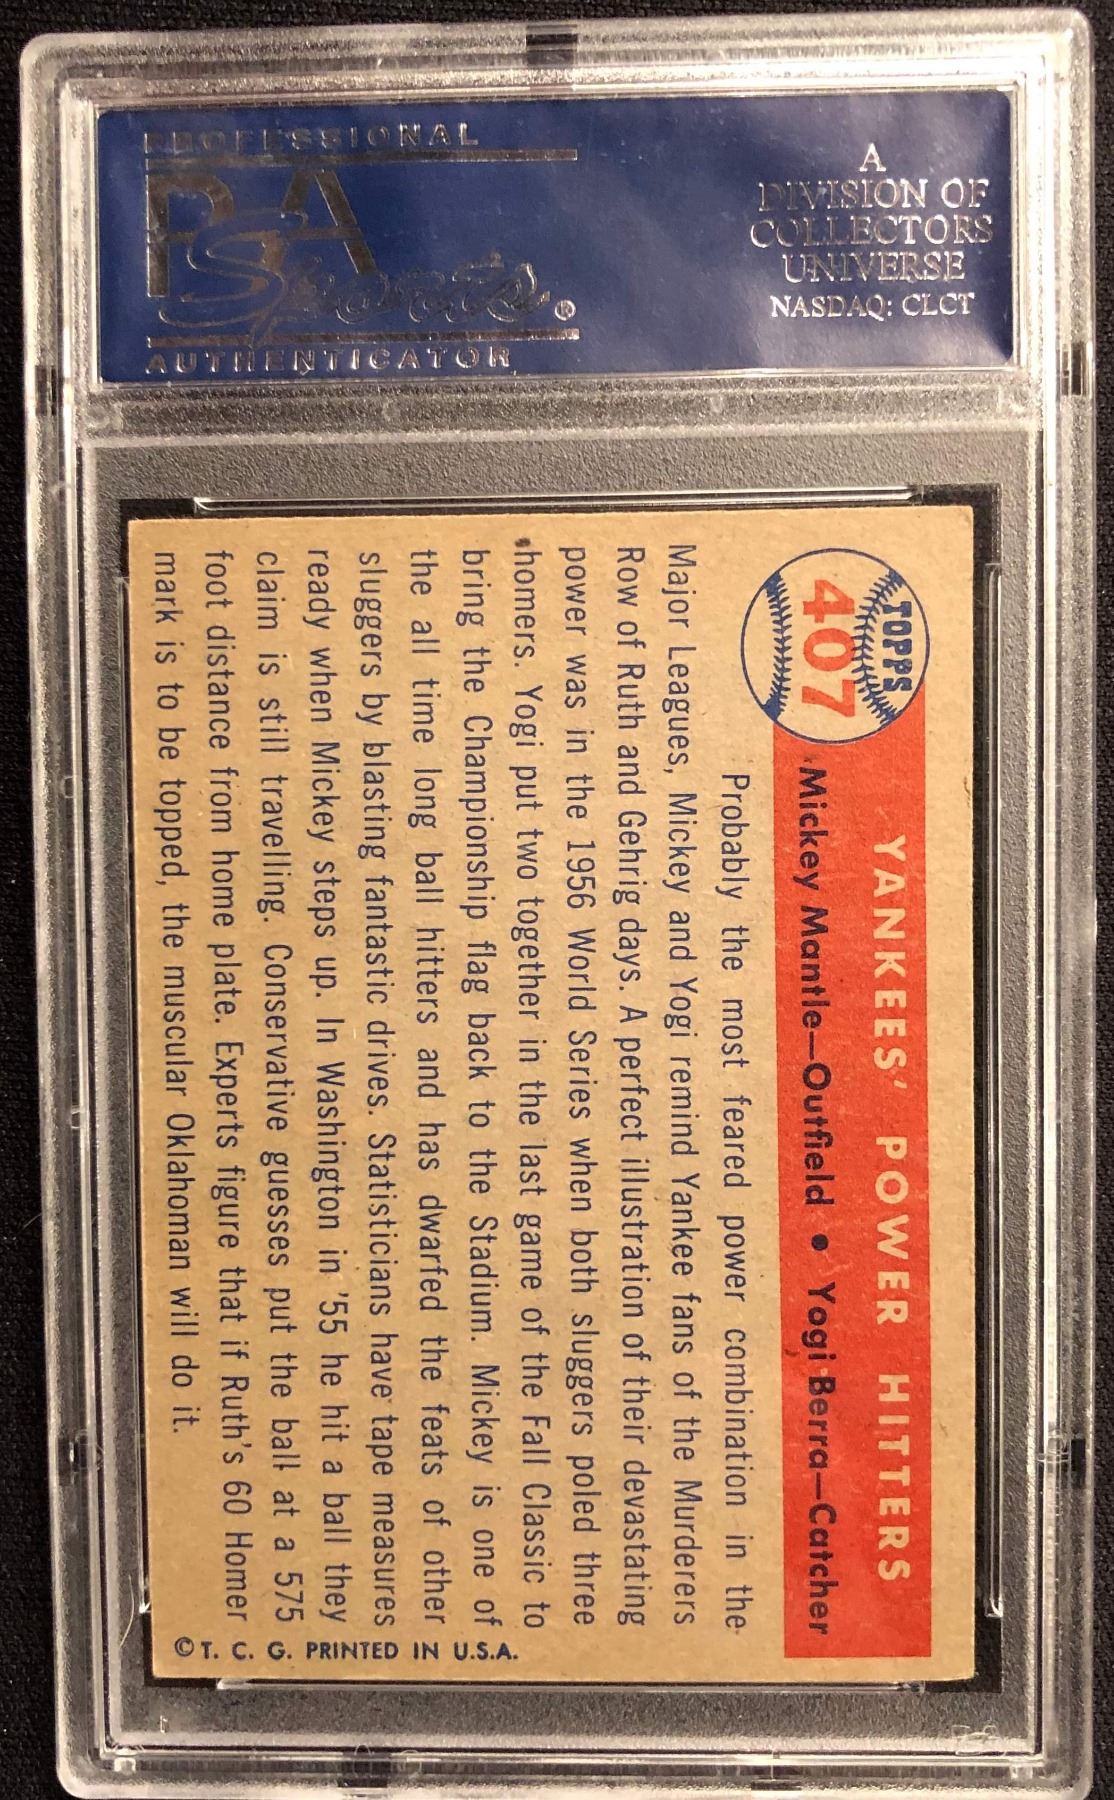 PROFESSIONAL
PSA
Sports®
AUTHENTICATOR
A
DIVISION OF
COLLECTORS
UNIVERSE
NASDAQ: CLCT
TOPPS
407
YANKEES' POWER HITTERS
Mickey Mantle—Outfield • Yogi Berra—Catcher
Probably the most feared power combination in the
Major Leagues, Mickey and Yogi remind Yankee fans of the Murderers
Row of Ruth and Gehrig days. A perfect illustration of their devastating
power was in the 1956 World Series when both sluggers poled three
homers. Yogi put two together in the last game of the Fall Classic to
bring the Championship flag back to the Stadium. Mickey is one of
the all time long ball hitters and has dwarfed the feats of other
sluggers by blasting fantastic drives. Statisticians have tape measures
ready when Mickey steps up. In Washington in '55 he hit a ball they
claim is still travelling. Conservative guesses put the ball at a 575
foot distance from home plate. Experts figure that if Ruth's 60 Homer
mark is to be topped, the muscular Oklahoman will do it.
© T. C. G. PRINTED IN U.S.A.